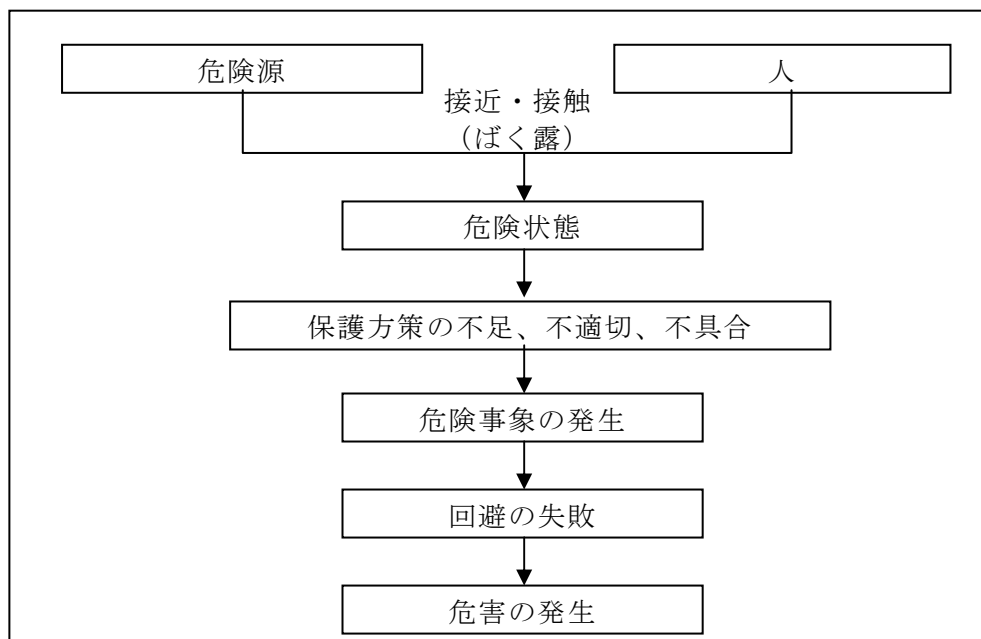 危険源
人
接近・接触
（ばく露）
危険状態
保護方策の不足、不適切、不具合
危険事象の発生
回避の失敗
危害の発生